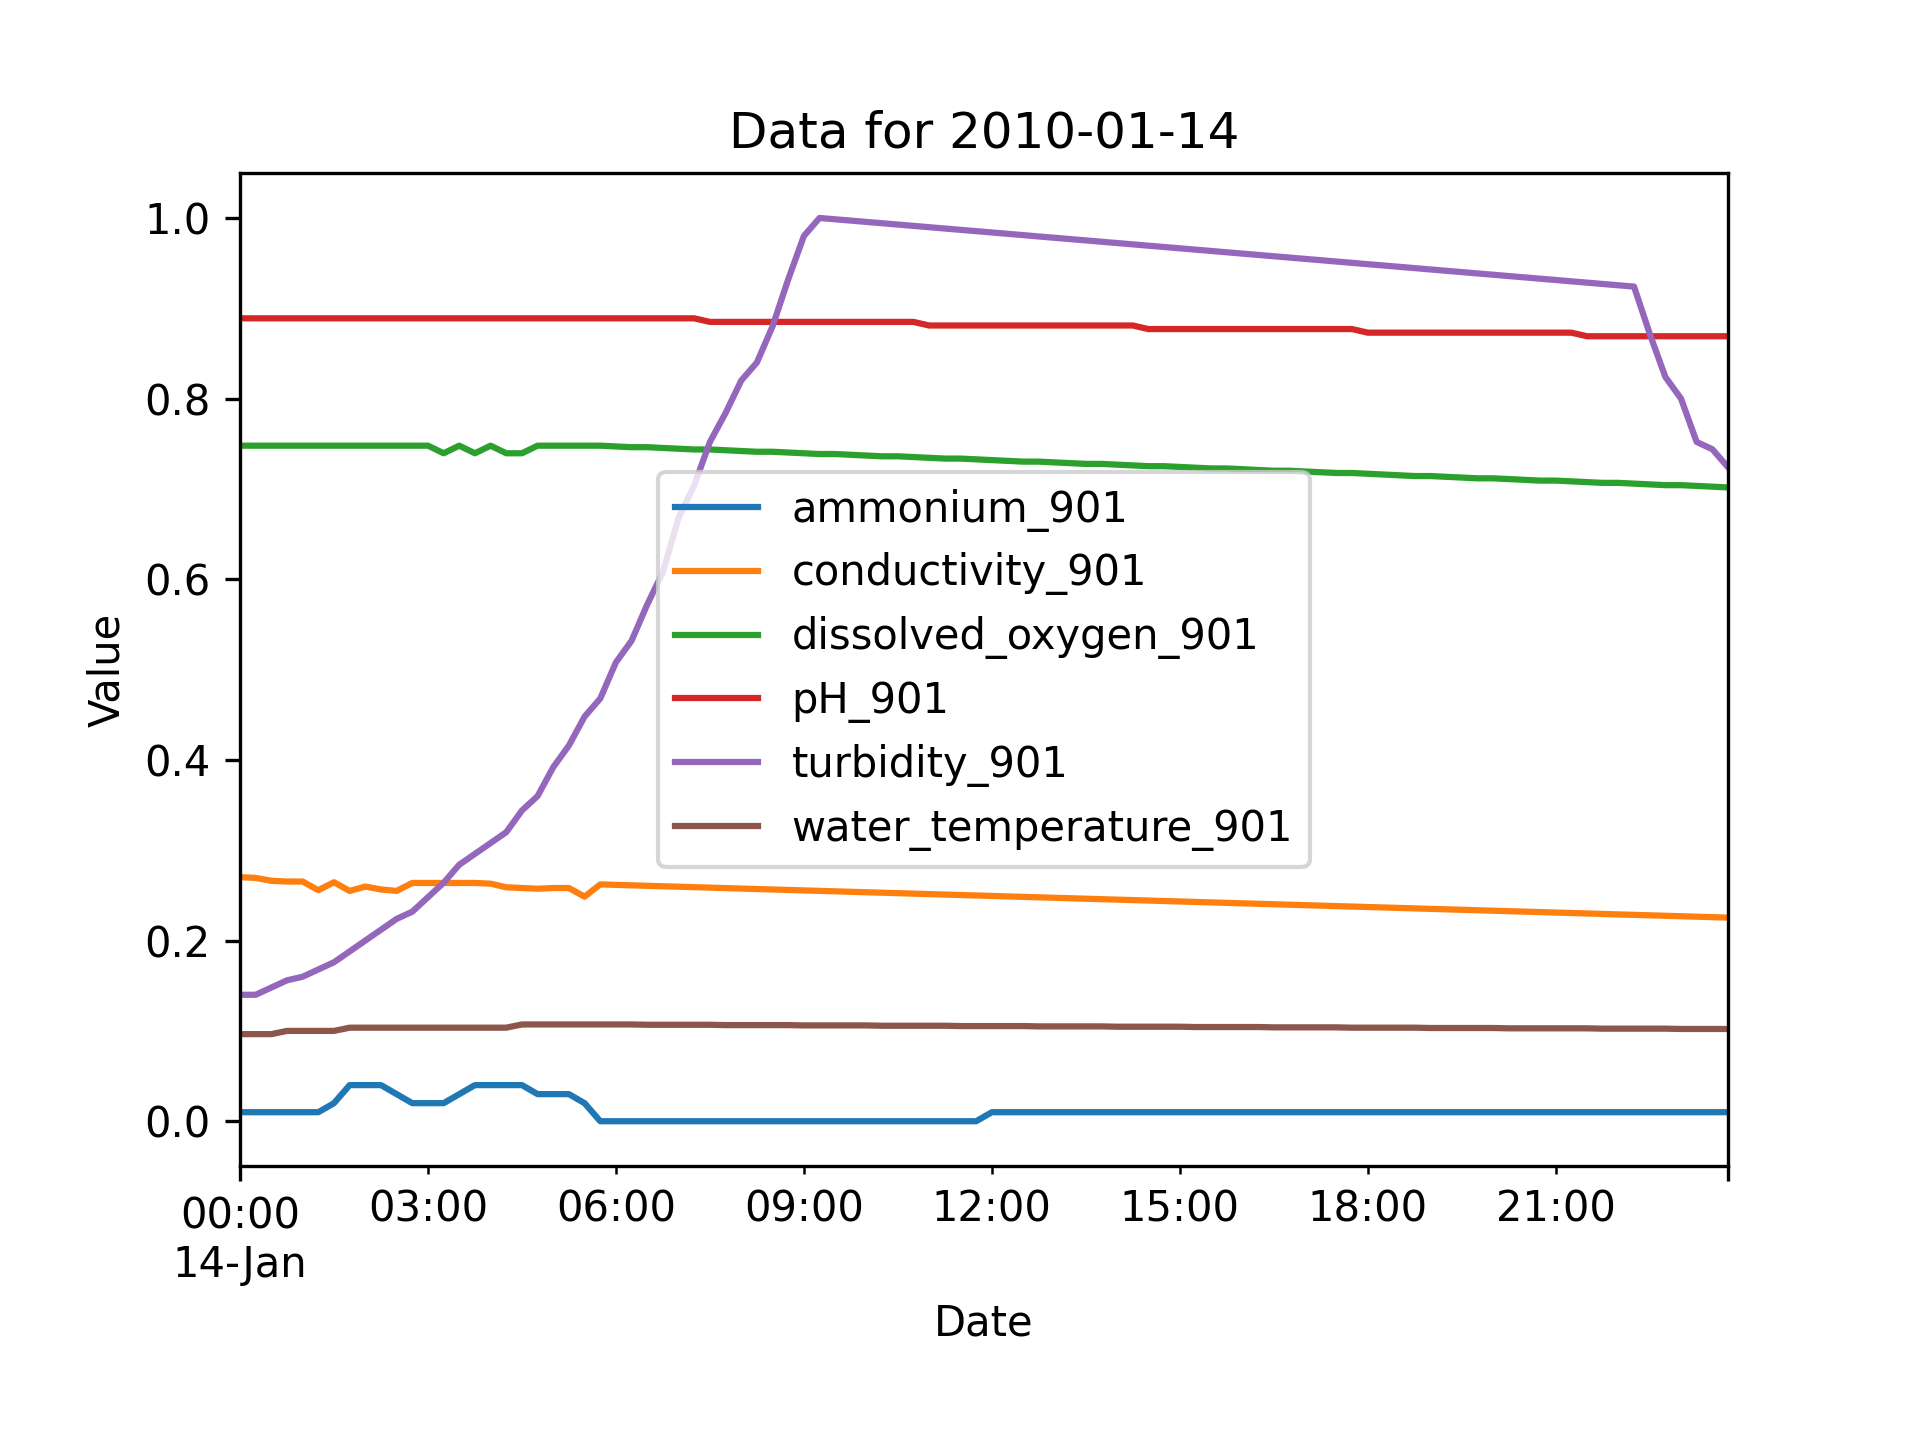 Data for 2010-01-14
1.0
0.8
0.6
0.4
0.2
0.0
Value
ammonium_901
conductivity_901
dissolved_oxygen_901
pH_901
turbidity_901
water_temperature_901
00:00 03:00 06:00 09:00 12:00 15:00 18:00 21:00
14-Jan
Date